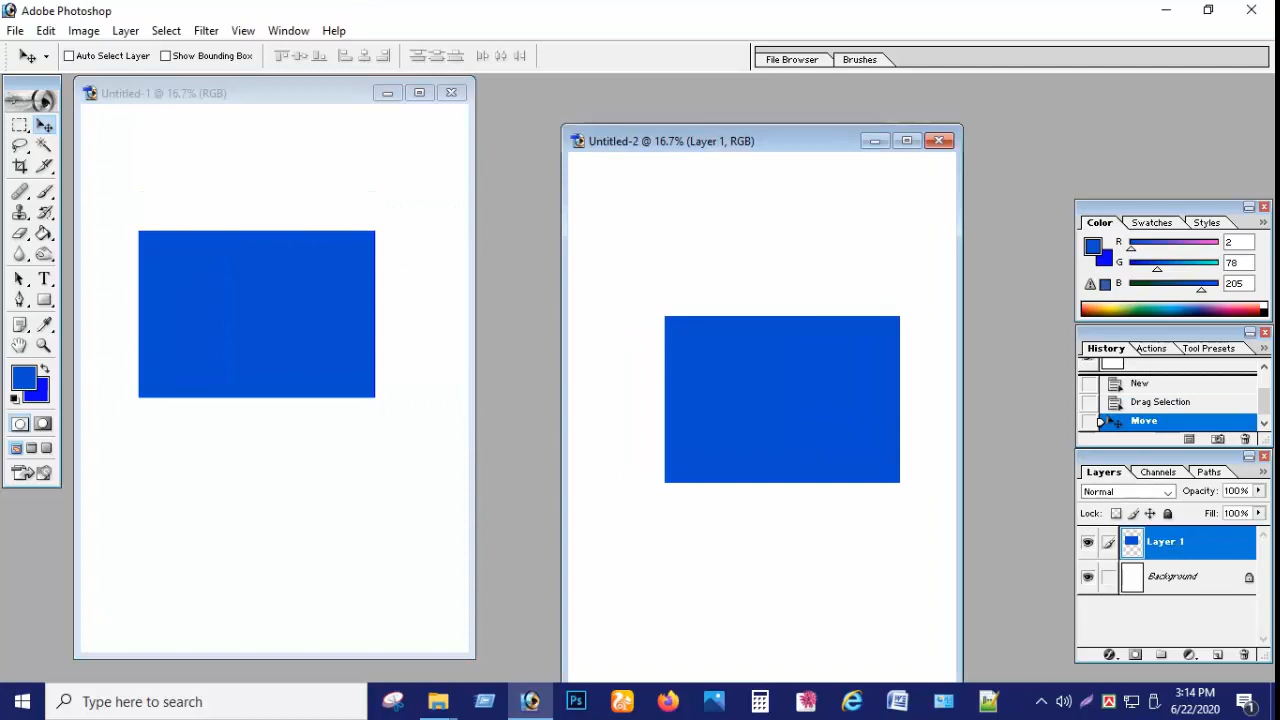 Adobe Photoshop
File Edit Image Layer Select Filter View Window Help
Auto Select Layer Show Bounding Box File Browser Brushes
Untitled-1 @ 16.7% (RGB)
Untitled-2 @ 16.7% (Layer 1, RGB)
Color Swatches Styles
R 2
G 78
B 205
History Actions Tool Presets
New
Drag Selection
Move
Layers Channels Paths
Normal Opacity: 100%
Lock: Fill: 100%
Layer 1
Background
Type here to search
3:14 PM
6/22/2020